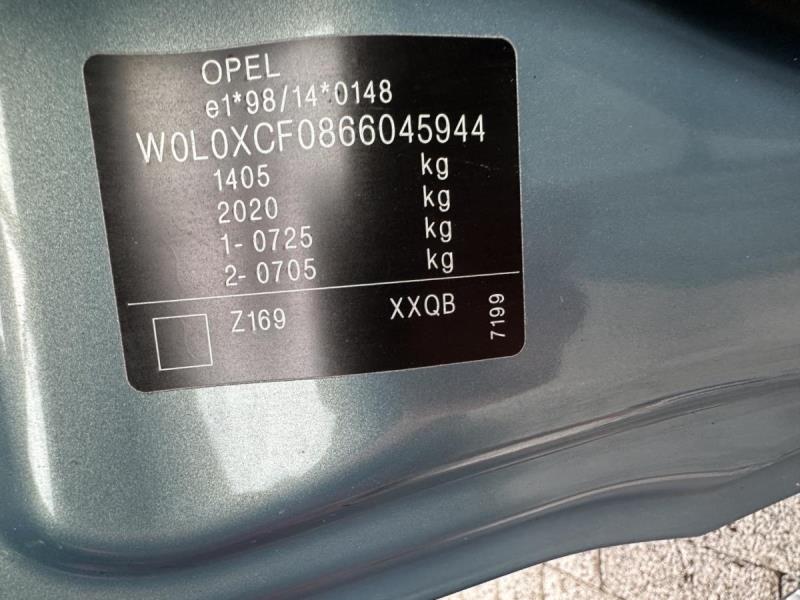 OPEL
e1*98/14*0148
W0L0XCF0866045944
1405 kg
2020 kg
1- 0725 kg
2- 0705 kg
Z169 XXQB
7199